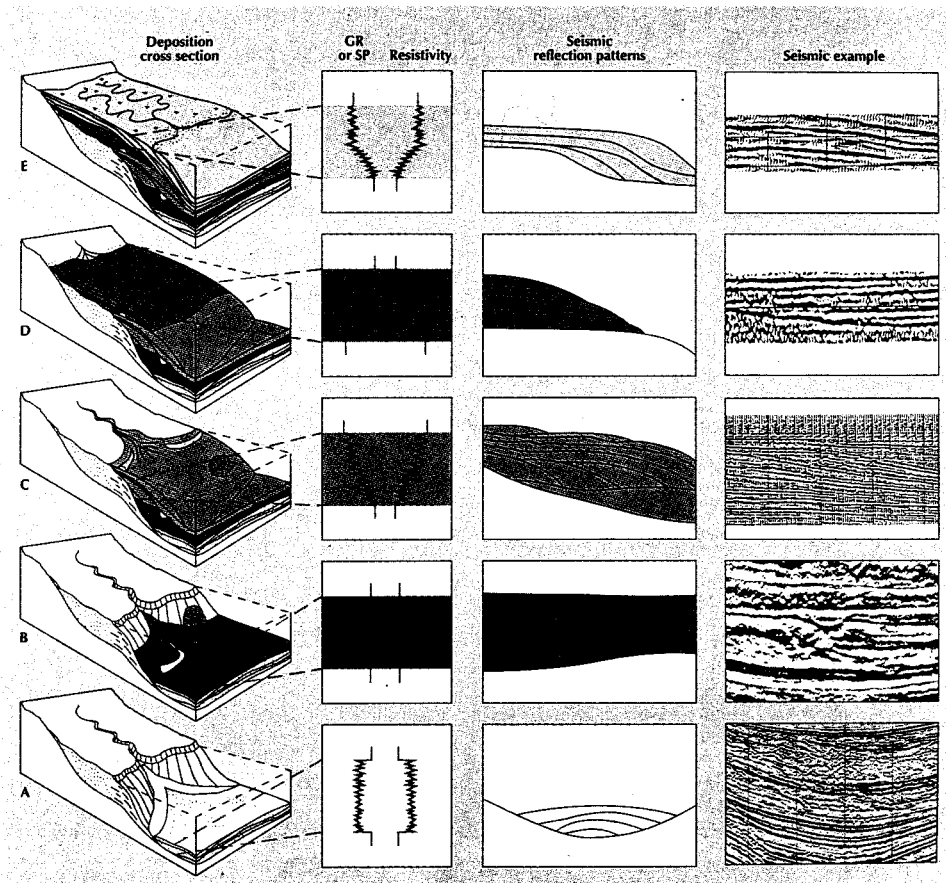 Deposition
cross section
GR
or SP
Resistivity
Seismic
reflection patterns
Seismic example
E
D
C
B
A